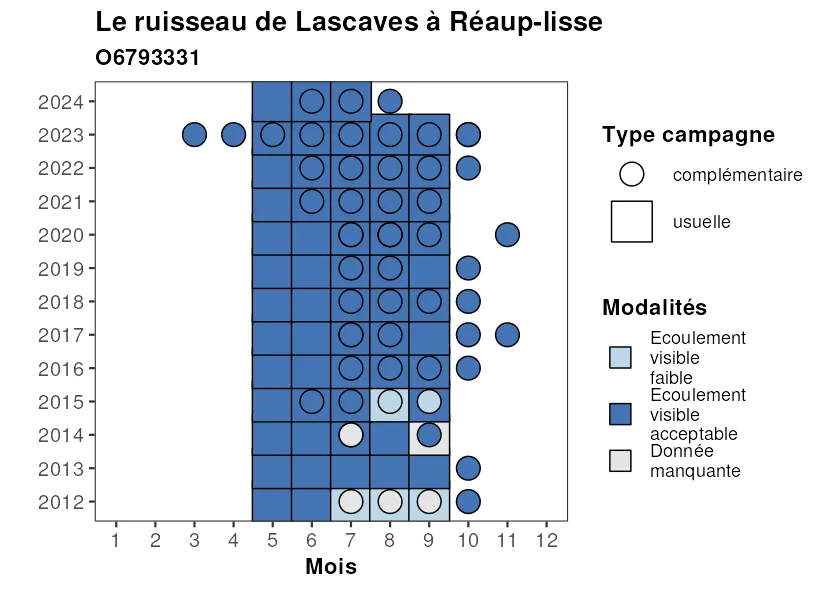 Le ruisseau de Lascaves à Réaup-lisse
O6793331
2024
2023
2022
2021
2020
2019
2018
2017
2016
2015
2014
2013
2012
1 2 3 4 5 6 7 8 9 10 11 12
Mois
Type campagne
complémentaire
usuelle
Modalités
Ecoulement
visible
faible
Ecoulement
visible
acceptable
Donnée
manquante